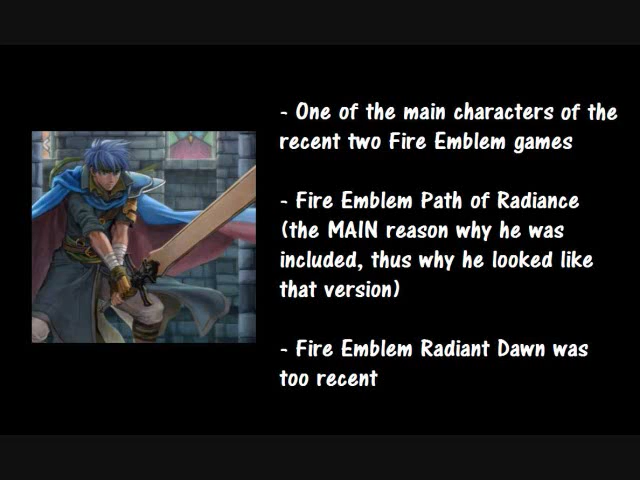 - One of the main characters of the
recent two Fire Emblem games
- Fire Emblem Path of Radiance
(the MAIN reason why he was
included, thus why he looked like
that version)
- Fire Emblem Radiant Dawn was
too recent